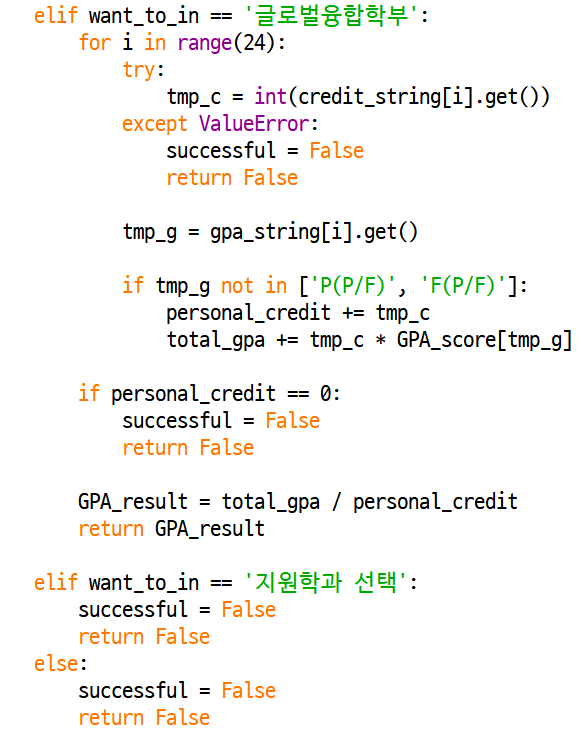 elif want_to_in == '글로벌융합학부':
for i in range(24):
try:
tmp_c = int(credit_string[i].get())
except ValueError:
successful = False
return False
tmp_g = gpa_string[i].get()
if tmp_g not in ['P(P/F)', 'F(P/F)']:
personal_credit += tmp_c
total_gpa += tmp_c * GPA_score[tmp_g]
if personal_credit == 0:
successful = False
return False
GPA_result = total_gpa / personal_credit
return GPA_result
elif want_to_in == '지원학과 선택':
successful = False
return False
else:
successful = False
return False